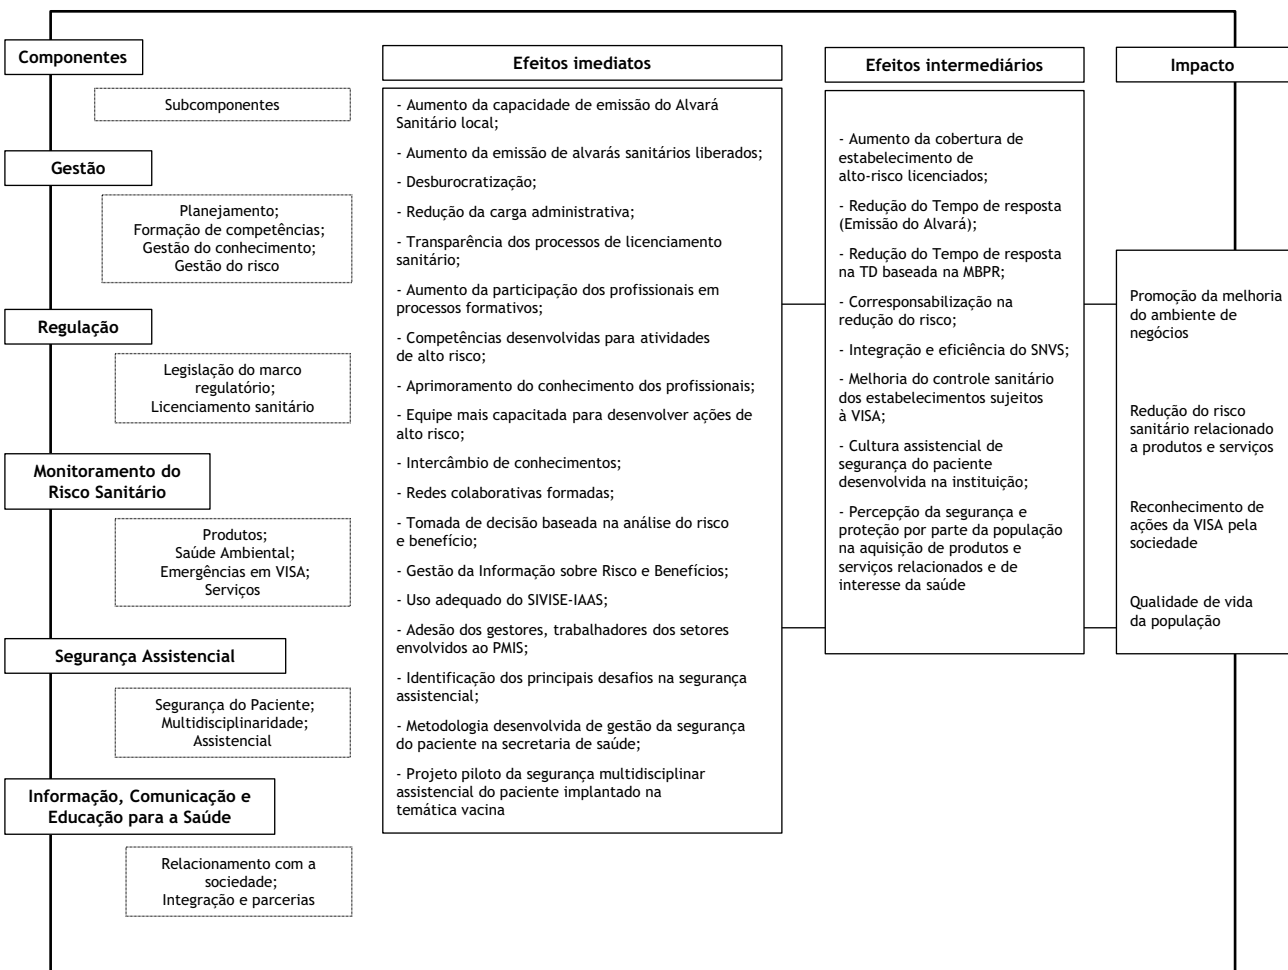 Componentes
Subcomponentes
Gestão
Planejamento;
Formação de competências;
Gestão do conhecimento;
Gestão do risco
Regulação
Legislação do marco
regulatório;
Licenciamento sanitário
Monitoramento do
Risco Sanitário
Produtos;
Saúde Ambiental;
Emergências em VISA;
Serviços
Segurança Assistencial
Segurança do Paciente;
Multidisciplinaridade;
Assistencial
Informação, Comunicação e
Educação para a Saúde
Relacionamento com a
sociedade;
Integração e parcerias
Efeitos imediatos
- Aumento da capacidade de emissão do Alvará
Sanitário local;
- Aumento da emissão de alvarás sanitários liberados;
- Desburocratização;
- Redução da carga administrativa;
- Transparência dos processos de licenciamento
sanitário;
- Aumento da participação dos profissionais em
processos formativos;
- Competências desenvolvidas para atividades
de alto risco;
- Aprimoramento do conhecimento dos profissionais;
- Equipe mais capacitada para desenvolver ações de
alto risco;
- Intercâmbio de conhecimentos;
- Redes colaborativas formadas;
- Tomada de decisão baseada na análise do risco
e benefício;
- Gestão da Informação sobre Risco e Benefícios;
- Uso adequado do SIVISE-IAAS;
- Adesão dos gestores, trabalhadores dos setores
envolvidos ao PMIS;
- Identificação dos principais desafios na segurança
assistencial;
- Metodologia desenvolvida de gestão da segurança
do paciente na secretaria de saúde;
- Projeto piloto da segurança multidisciplinar
assistencial do paciente implantado na
temática vacina
Efeitos intermediários
- Aumento da cobertura de
estabelecimento de
alto-risco licenciados;
- Redução do Tempo de resposta
(Emissão do Alvará);
- Redução do Tempo de resposta
na TD baseada na MBPR;
- Corresponsabilização na
redução do risco;
- Integração e eficiência do SNVS;
- Melhoria do controle sanitário
dos estabelecimentos sujeitos
à VISA;
- Cultura assistencial de
segurança do paciente
desenvolvida na instituição;
- Percepção da segurança e
proteção por parte da população
na aquisição de produtos e
serviços relacionados e de
interesse da saúde
Impacto
Promoção da melhoria
do ambiente de
negócios
Redução do risco
sanitário relacionado
a produtos e serviços
Reconhecimento de
ações da VISA pela
sociedade
Qualidade de vida
da população